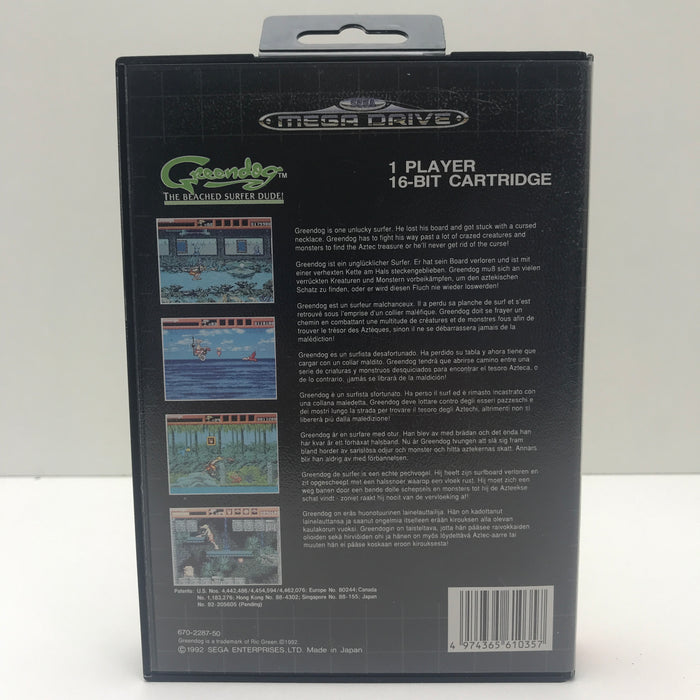 SEGA
MEGA DRIVE
Greendog™
THE BEACHED SURFER DUDE!
1 PLAYER
16-BIT CARTRIDGE
Greendog is one unlucky surfer. He lost his board and got stuck with a cursed
necklace. Greendog has to fight his way past a lot of crazed creatures and
monsters to find the Aztec treasure or he'll never get rid of the curse!
Greendog ist ein unglücklicher Surfer. Er hat sein Board verloren und ist mit
einer verhexten Kette am Hals steckengeblieben. Greendog muß sich an vielen
verrückten Kreaturen und Monstern vorbeikämpfen, um den aztekischen
Schatz zu finden, oder er wird diesen Fluch nie wieder loswerden!
Greendog est un surfeur malchanceux. Il a perdu sa planche de surf et s'est
retrouvé sous l'emprise d'un collier maléfique. Greendog doit se frayer un
chemin en combattant une multitude de créatures et de monstres fous afin de
trouver le trésor des Aztèques, sinon il ne se débarrassera jamais de la
malédiction!
Greendog es un surfista desafortunado. Ha perdido su tabla y ahora tiene que
cargar con un collar maldito. Greendog tendrá que abrirse camino entre una
serie de criaturas y monstruos desquiciados para encontrar el tesoro Azteca, o
de lo contrario, ¡jamás se librará de la maldición!
Greendog è un surfista sfortunato. Ha perso il surf ed è rimasto incastrato con
una collana maledetta. Greendog deve lottare contro degli esseri pazzeschi e
dei mostri lungo la strada per trovare il tesoro degli Aztechi, altrimenti non si
libererà più dalla maledizione!
Greendog är en surfare med otur. Han blev av med brädan och det enda han
har kvar är ett förhäxat halsband. Nu är Greendog tvungen att slå sig fram
bland horder av sarislösa odjur och monster och hitta aztekernas skatt. Annars
blir han aldrig av med förbannelsen.
Greendog de surfer is een echte pechvogel. Hij heeft zijn surfboard verloren en
zit opgescheept met een halssnoer waarop een vloek rust. Hij moet zich een
weg banen door een bende dolle schepsels en monsters tot hij de Azteekse
schat vindt - zoniet raakt hij nooit van de vervloeking af!
Greendog on eräs huonotuurinen lainelauttailija. Hän on kadottanut
lainelauttansa ja saanut ongelmia itselleen erään kirouksen alla olevan
kaulakorun vuoksi. Greendogin on taisteltava, jotta hän pääsee raivokkaiden
olioiden sekä hirviöiden ohi ja hänen on myös löydettävä Aztec-aarre tai
muuten hän ei pääse koskaan eroon kirouksesta!
Patents: U.S. Nos. 4,442,486/4,454,594/4,462,076; Europe No. 80244; Canada
No. 1,183,276; Hong Kong No. 88-4302; Singapore No. 88-155; Japan
No. 82-205605 (Pending)
670-2287-50
Greendog is a trademark of Ric Green ©1992
©1992 SEGA ENTERPRISES, LTD. Made in Japan
4 974365 610357